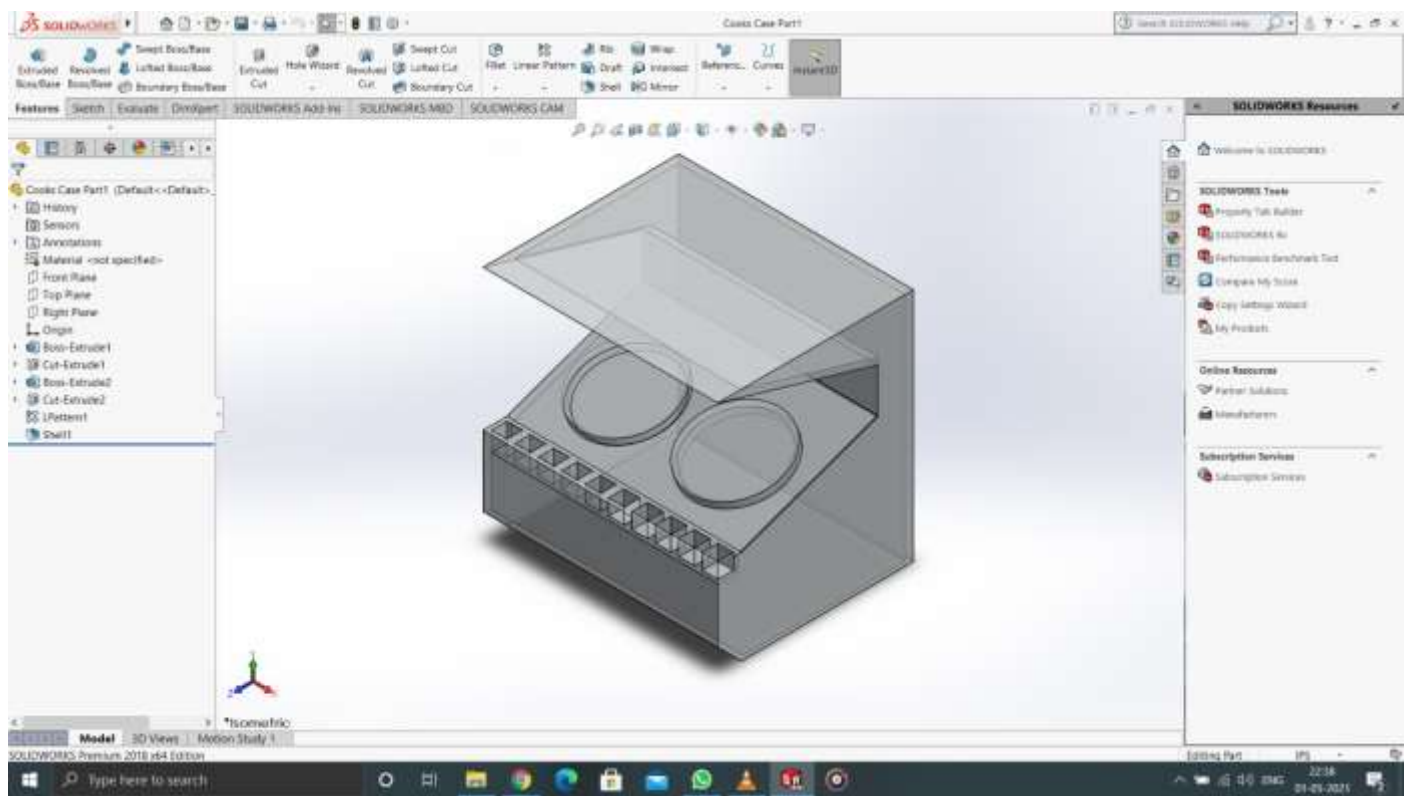 SOLIDWORKS
Cooks Case Part1
Extruded Boss/Base
Revolved Boss/Base
Swept Boss/Base
Lofted Boss/Base
Boundary Boss/Base
Extruded Cut
Hole Wizard
Revolved Cut
Swept Cut
Lofted Cut
Boundary Cut
Fillet
Linear Pattern
Rib
Draft
Shell
Wrap
Intersect
Mirror
Curves
Instant3D
Features
Sketch
Evaluate
DimXpert
SOLIDWORKS Add-Ins
SOLIDWORKS MBD
SOLIDWORKS CAM
Cooks Case Part1 (Default<<Default>_
History
Sensors
Annotations
Material <not specified>
Front Plane
Top Plane
Right Plane
Origin
Boss-Extrude1
Cut-Extrude1
Boss-Extrude2
Cut-Extrude2
LPattern1
Shell1
SOLIDWORKS Resources
Welcome to SOLIDWORKS
SOLIDWORKS Tools
Property Tab Builder
SOLIDWORKS Rx
Performance Benchmark Test
Compare My Score
Copy Settings Wizard
My Products
Online Resources
Partner Solutions
Manufacturers
Subscription Services
Subscription Services
*Isometric
Model
3D Views
Motion Study 1
SOLIDWORKS Premium 2018 x64 Edition
Editing Part
IPS
Type here to search
ENG
22:38
01-05-2021